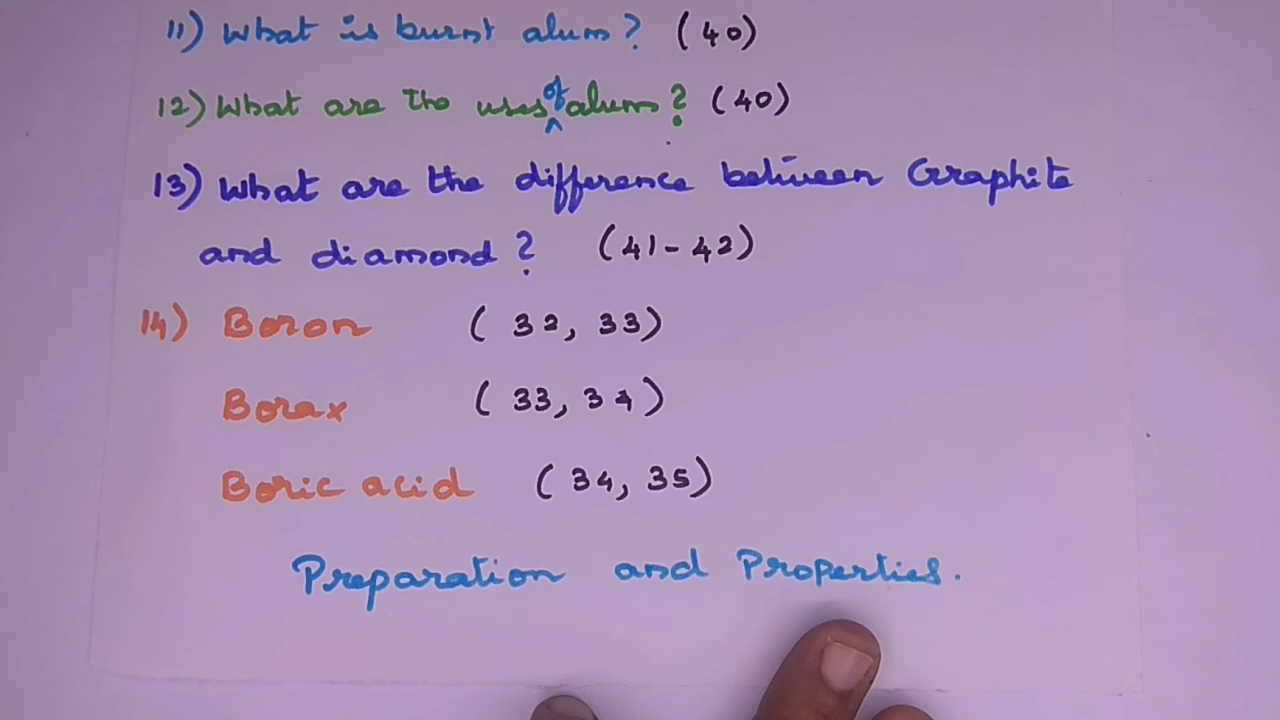 11) What is burnt alum? (40)
12) What are the uses of alum? (40)
13) What are the difference between Graphite
and diamond? (41-42)
14) Boron (32, 33)
Borax (33, 34)
Boric acid (34, 35)
Preparation and Properties.